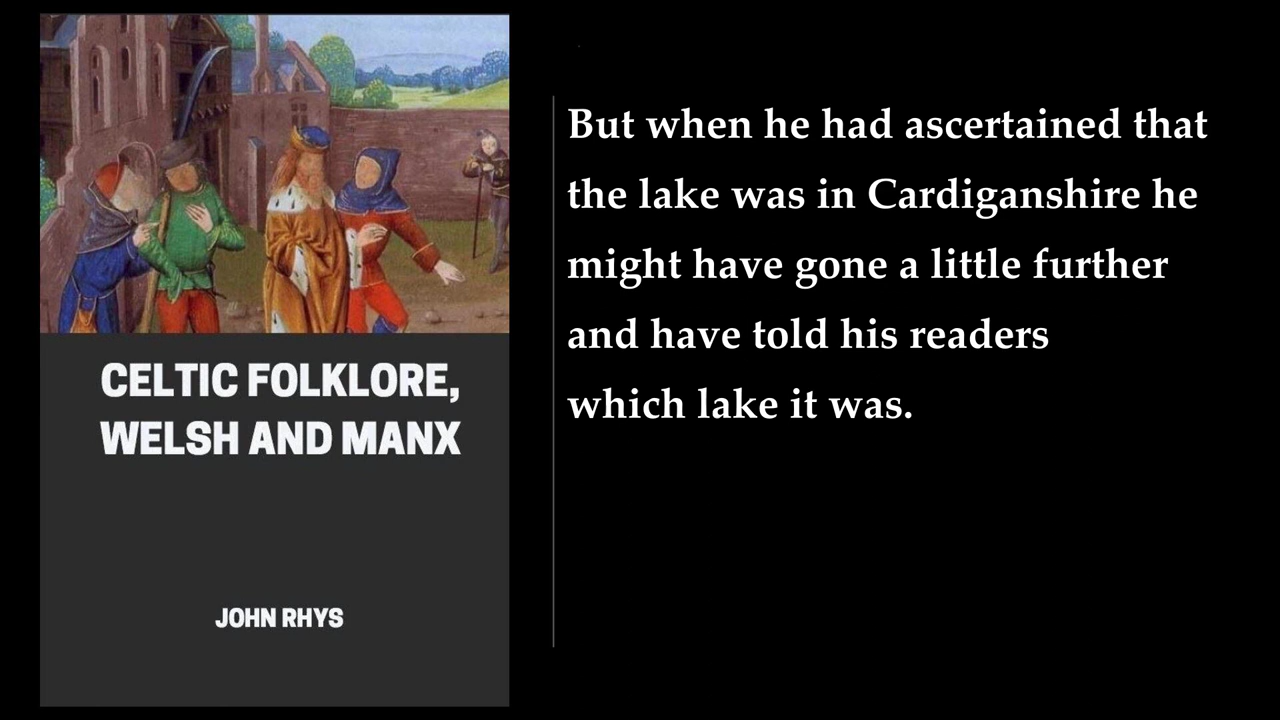 CELTIC FOLKLORE,
WELSH AND MANX
JOHN RHYS
But when he had ascertained that
the lake was in Cardiganshire he
might have gone a little further
and have told his readers
which lake it was.